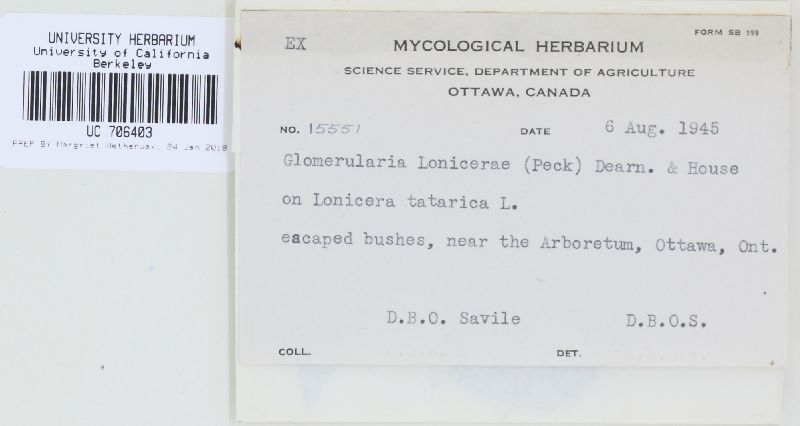 UNIVERSITY HERBARIUM
University of California
Berkeley
UC 706403
PREP BY Margriet Wetherwax, 24 Jan 2018
FORM SB 199
EX MYCOLOGICAL HERBARIUM
SCIENCE SERVICE, DEPARTMENT OF AGRICULTURE
OTTAWA, CANADA
NO. 15551 DATE 6 Aug. 1945
Glomerularia Lonicerae (Peck) Dearn. & House
on Lonicera tatarica L.
eacaped bushes, near the Arboretum, Ottawa, Ont.
D.B.O. Savile D.B.O.S.
COLL. DET.